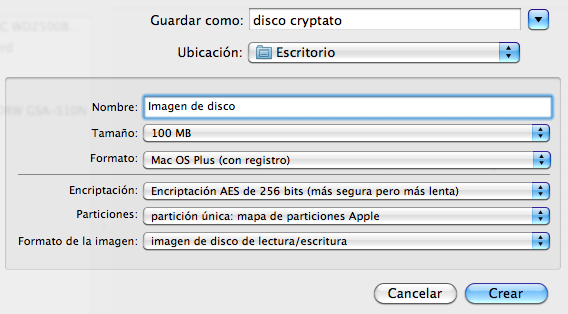 Guardar como: disco cryptato
C WD2500B...
Ubicación: Escritorio
Nombre: Imagen de disco
Tamaño: 100 MB
Formato: Mac OS Plus (con registro)
Encriptación: Encriptación AES de 256 bits (más segura pero más lenta)
Particiones: partición única: mapa de particiones Apple
Formato de la imagen: imagen de disco de lectura/escritura
Cancelar Crear